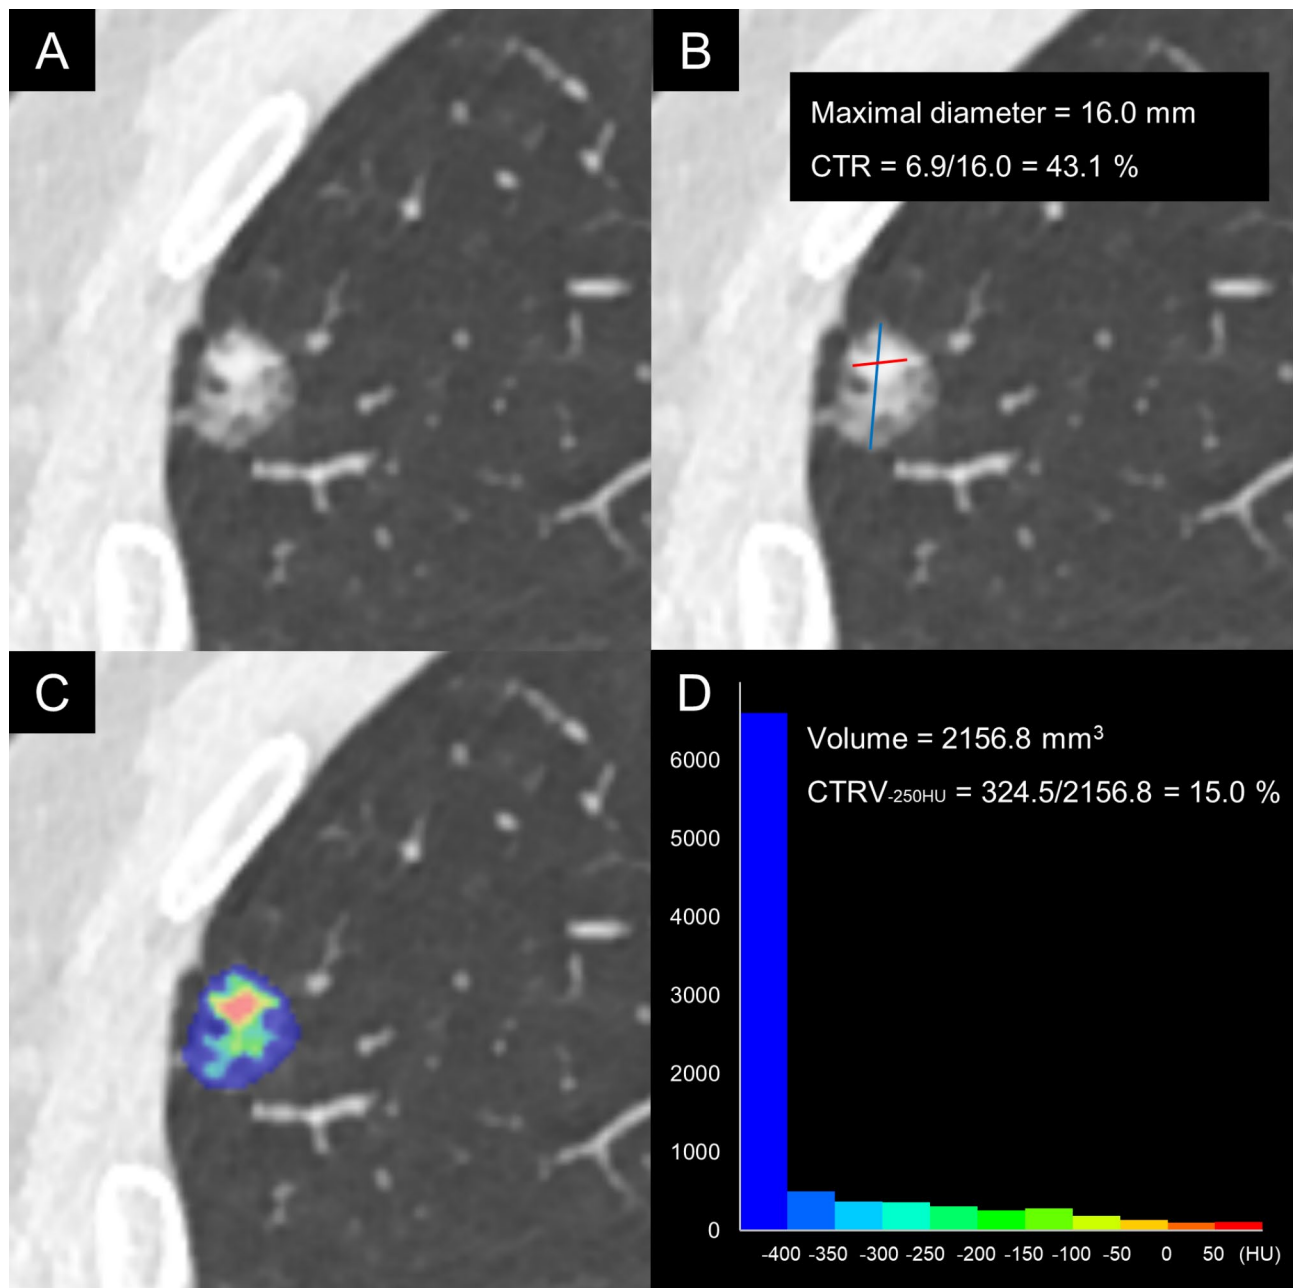 A
B
Maximal diameter = 16.0 mm
CTR = 6.9/16.0 = 43.1 %
C
D
Volume = 2156.8 mm³
CTRV-250HU = 324.5/2156.8 = 15.0 %
6000
5000
4000
3000
2000
1000
0
-400 -350 -300 -250 -200 -150 -100 -50 0 50 (HU)